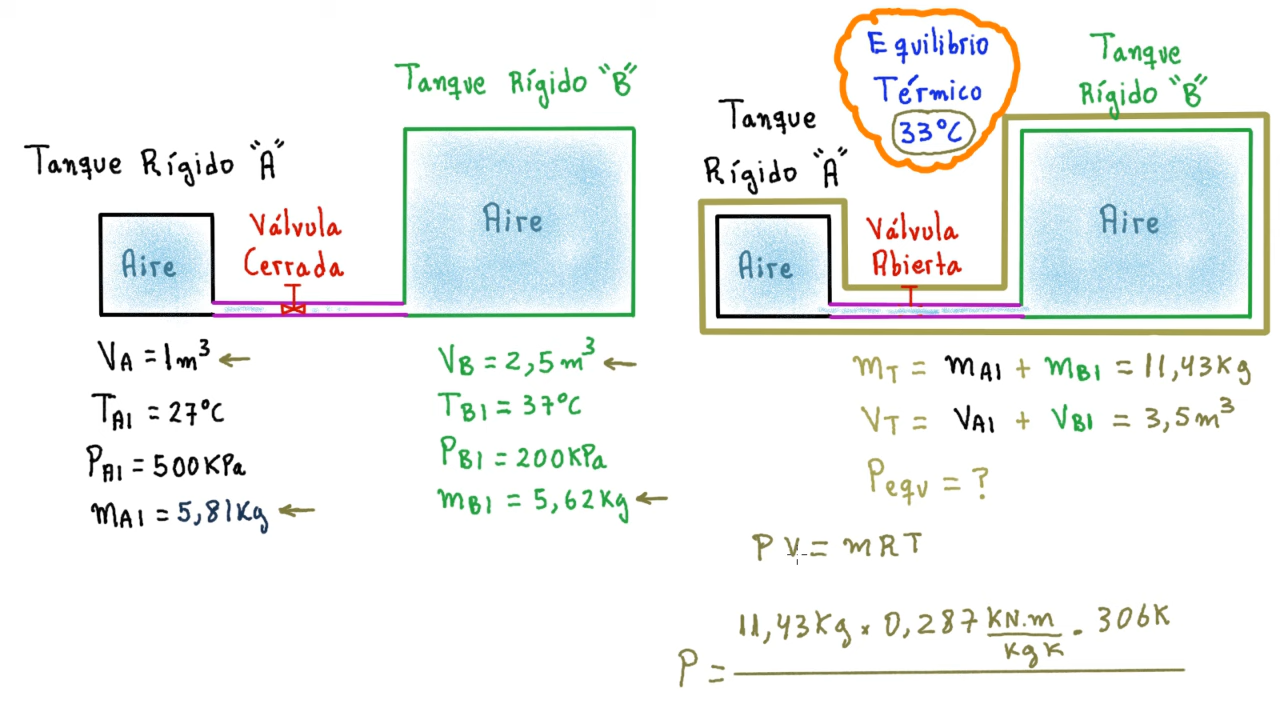 Tanque Rígido "A"
Aire
Válvula
Cerrada
Tanque Rígido "B"
Aire
VA = 1m³ ←
TA1 = 27°C
PA1 = 500KPa
mA1 = 5,81Kg ←
VB = 2,5m³ ←
TB1 = 37°C
PB1 = 200KPa
mB1 = 5,62Kg ←
Equilibrio
Térmico
33°C
Tanque
Rígido "A"
Aire
Válvula
Abierta
Tanque
Rígido "B"
Aire
mT = mA1 + mB1 = 11,43Kg
VT = VA1 + VB1 = 3,5m³
Pequv = ?
PV = mRT
P = 11,43Kg × 0,287 KN.m/KgK . 306K